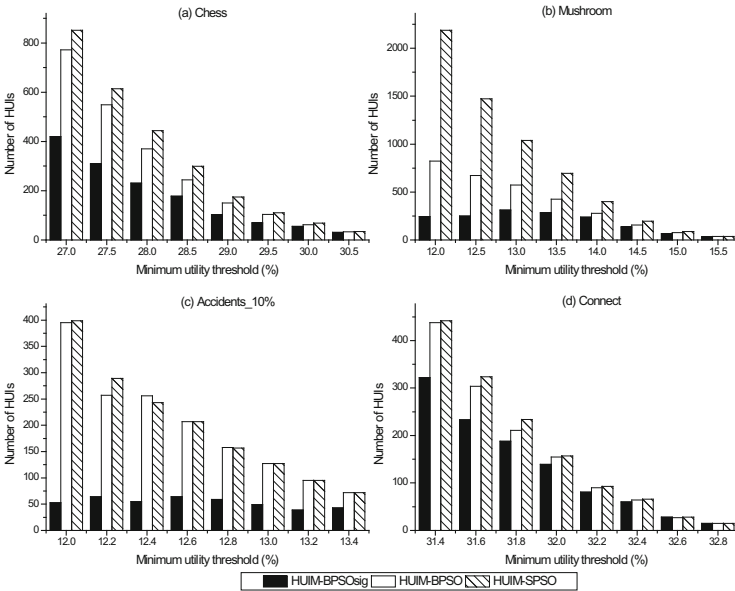 (a) Chess
Number of HUIs
800
600
400
200
0
27.0 27.5 28.0 28.5 29.0 29.5 30.0 30.5
Minimum utility threshold (%)
(b) Mushroom
Number of HUIs
2000
1500
1000
500
0
12.0 12.5 13.0 13.5 14.0 14.5 15.0 15.5
Minimum utility threshold (%)
(c) Accidents_10%
Number of HUIs
400
350
300
250
200
150
100
50
0
12.0 12.2 12.4 12.6 12.8 13.0 13.2 13.4
Minimum utility threshold (%)
(d) Connect
Number of HUIs
400
300
200
100
0
31.4 31.6 31.8 32.0 32.2 32.4 32.6 32.8
Minimum utility threshold (%)
HUIM-BPSOsig HUIM-BPSO HUIM-SPSO